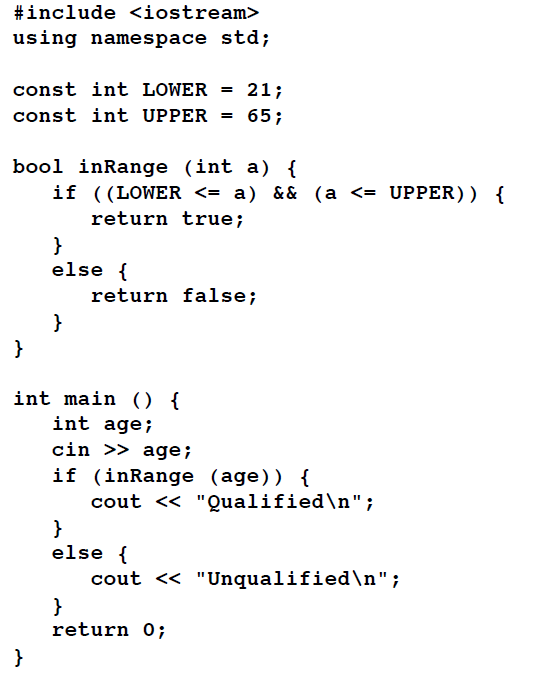 #include <iostream>
using namespace std;

const int LOWER = 21;
const int UPPER = 65;

bool inRange (int a) {
   if ((LOWER <= a) && (a <= UPPER)) {
      return true;
   }
   else {
      return false;
   }
}

int main () {
   int age;
   cin >> age;
   if (inRange (age)) {
      cout << "Qualified\n";
   }
   else {
      cout << "Unqualified\n";
   }
   return 0;
}